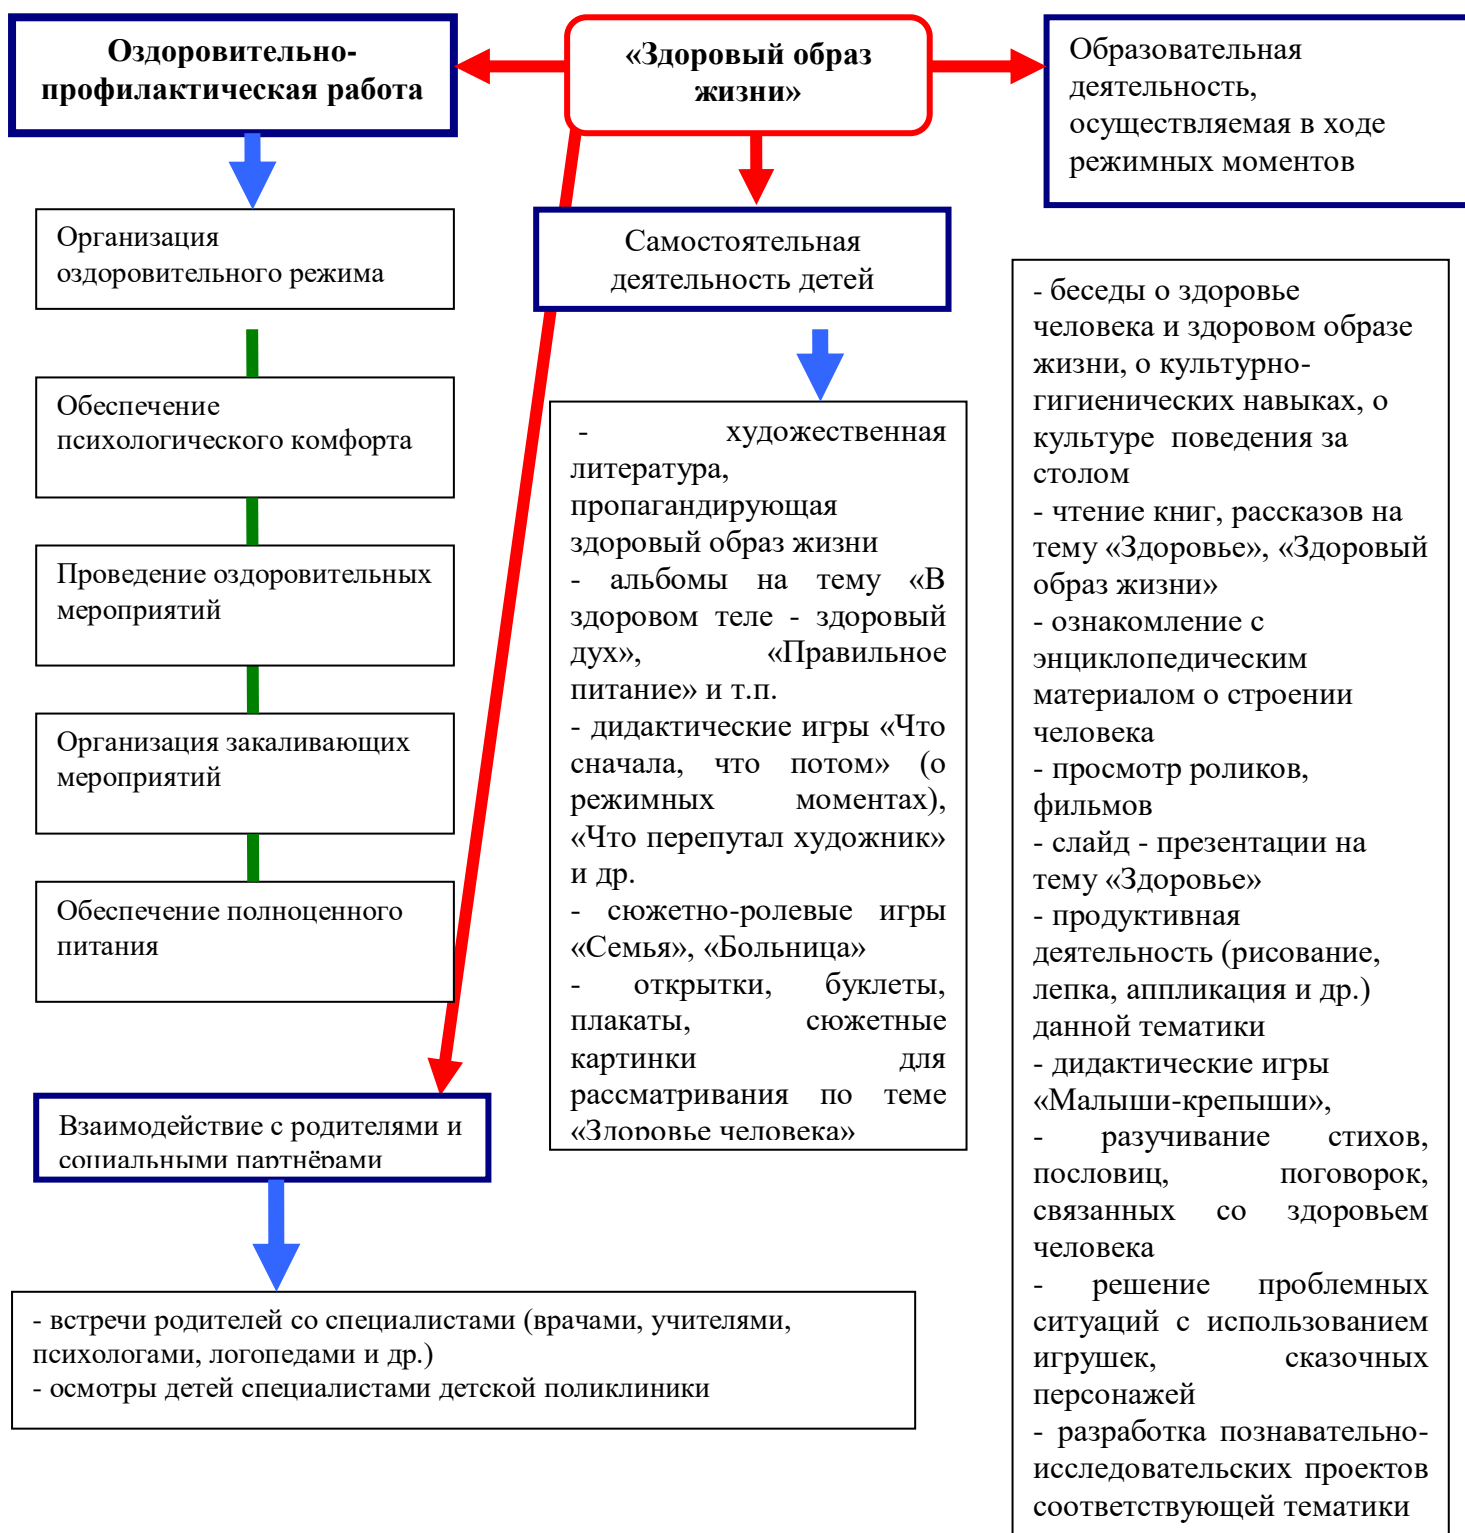 Оздоровительно-
профилактическая работа
«Здоровый образ
жизни»
Образовательная
деятельность,
осуществляемая в ходе
режимных моментов
Организация
оздоровительного режима
Обеспечение
психологического комфорта
Проведение оздоровительных
мероприятий
Организация закаливающих
мероприятий
Обеспечение полноценного
питания
Самостоятельная
деятельность детей
- художественная
литература,
пропагандирующая
здоровый образ жизни
- альбомы на тему «В
здоровом теле - здоровый
дух», «Правильное
питание» и т.п.
- дидактические игры «Что
сначала, что потом» (о
режимных моментах),
«Что перепутал художник»
и др.
- сюжетно-ролевые игры
«Семья», «Больница»
- открытки, буклеты,
плакаты, сюжетные
картинки для
рассматривания по теме
«Здоровье человека»
- беседы о здоровье
человека и здоровом образе
жизни, о культурно-
гигиенических навыках, о
культуре поведения за
столом
- чтение книг, рассказов на
тему «Здоровье», «Здоровый
образ жизни»
- ознакомление с
энциклопедическим
материалом о строении
человека
- просмотр роликов,
фильмов
- слайд - презентации на
тему «Здоровье»
- продуктивная
деятельность (рисование,
лепка, аппликация и др.)
данной тематики
- дидактические игры
«Малыши-крепыши»,
- разучивание стихов,
пословиц, поговорок,
связанных со здоровьем
человека
- решение проблемных
ситуаций с использованием
игрушек, сказочных
персонажей
- разработка познавательно-
исследовательских проектов
соответствующей тематики
Взаимодействие с родителями и
социальными партнёрами
- встречи родителей со специалистами (врачами, учителями,
психологами, логопедами и др.)
- осмотры детей специалистами детской поликлиники